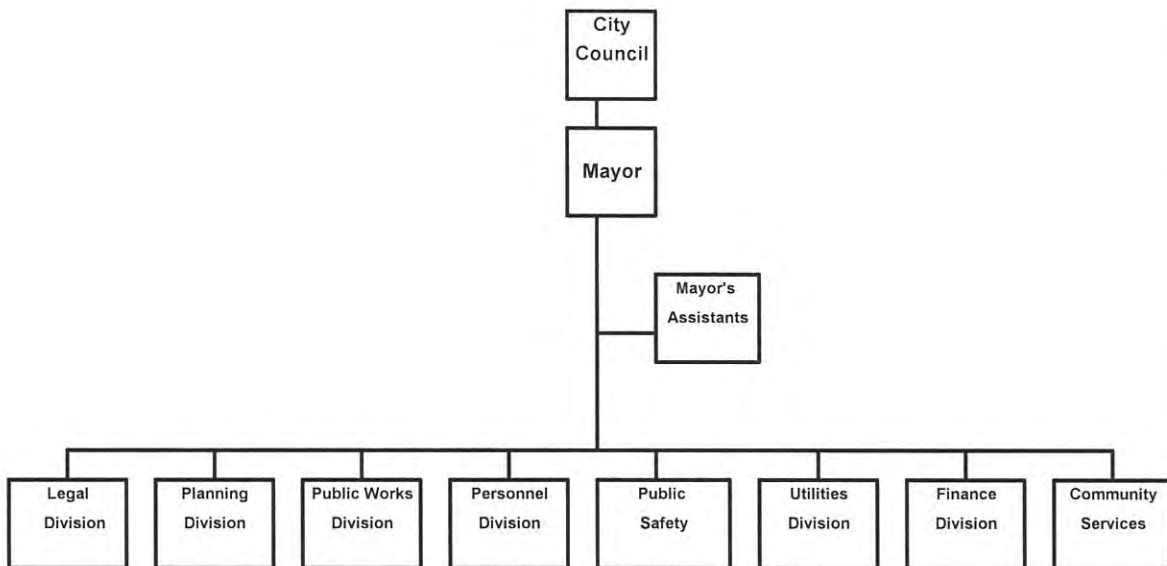 City
Council
Mayor
Mayor's
Assistants
Legal
Division
Planning
Division
Public Works
Division
Personnel
Division
Public
Safety
Utilities
Division
Finance
Division
Community
Services